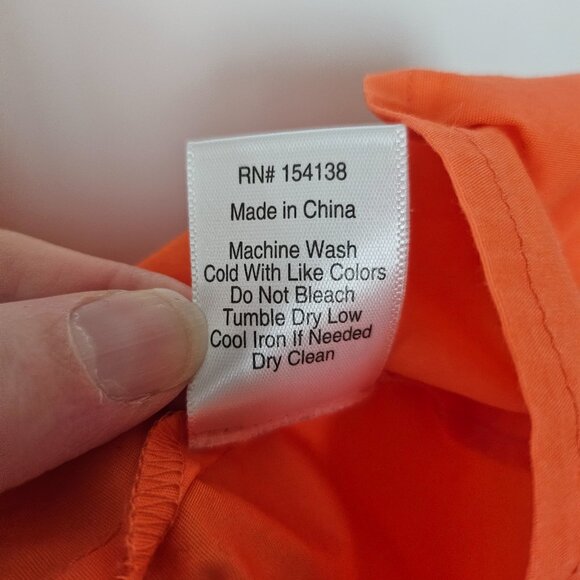 RN# 154138
Made in China
Machine Wash
Cold With Like Colors
Do Not Bleach
Tumble Dry Low
Cool Iron If Needed
Dry Clean